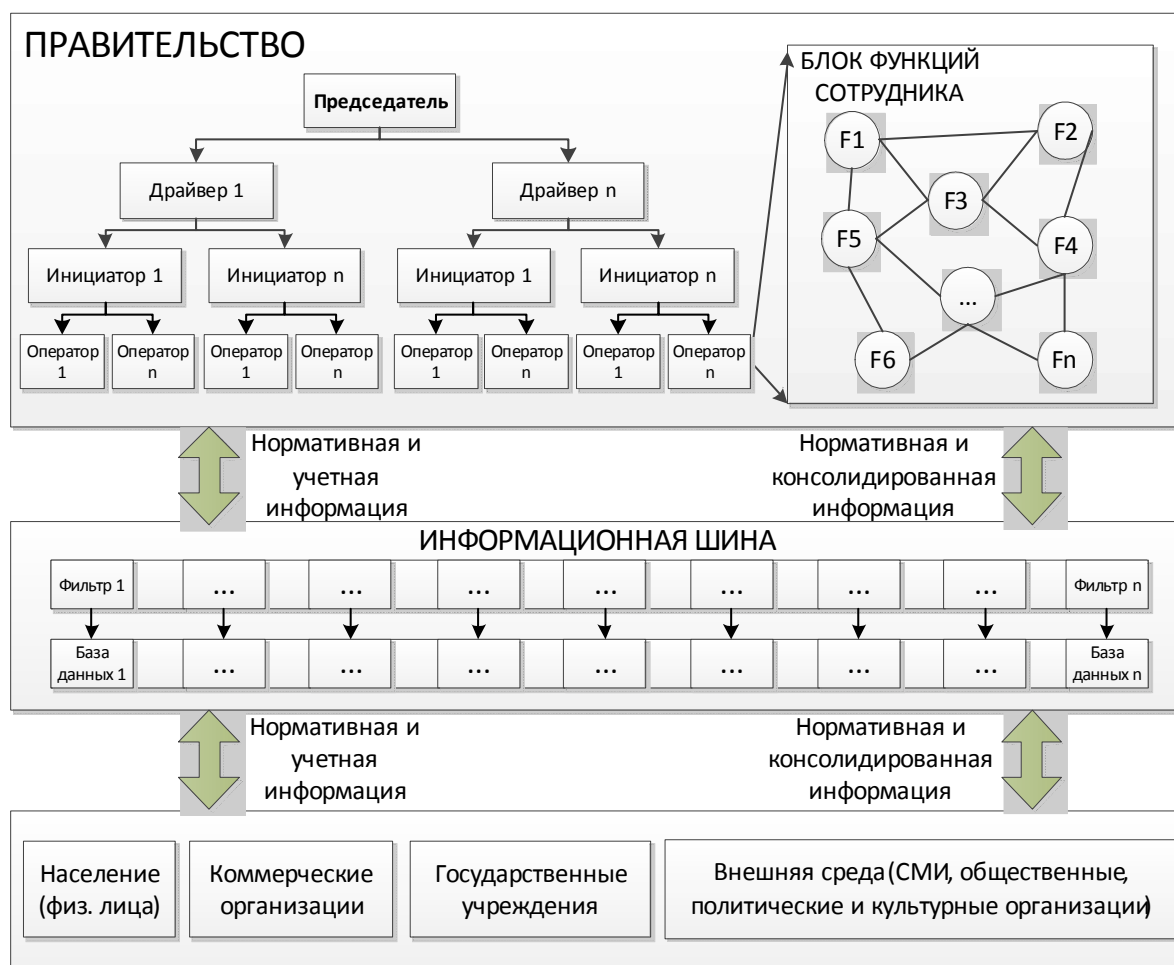 ПРАВИТЕЛЬСТВО
Председатель
Драйвер 1
Драйвер n
Инициатор 1
Инициатор n
Инициатор 1
Инициатор n
Оператор
1
Оператор
n
Оператор
1
Оператор
n
Оператор
1
Оператор
n
Оператор
1
Оператор
n
БЛОК ФУНКЦИЙ
СОТРУДНИКА
F1
F2
F3
F5
F4
...
F6
Fn
Нормативная и
учетная
информация
Нормативная и
консолидированная
информация
ИНФОРМАЦИОННАЯ ШИНА
Фильтр 1
...
...
...
...
...
...
...
Фильтр n
База
данных 1
...
...
...
...
...
...
...
База
данных n
Нормативная и
учетная
информация
Нормативная и
консолидированная
информация
Население
(физ. лица)
Коммерческие
организации
Государственные
учреждения
Внешняя среда (СМИ, общественные,
политические и культурные организации)